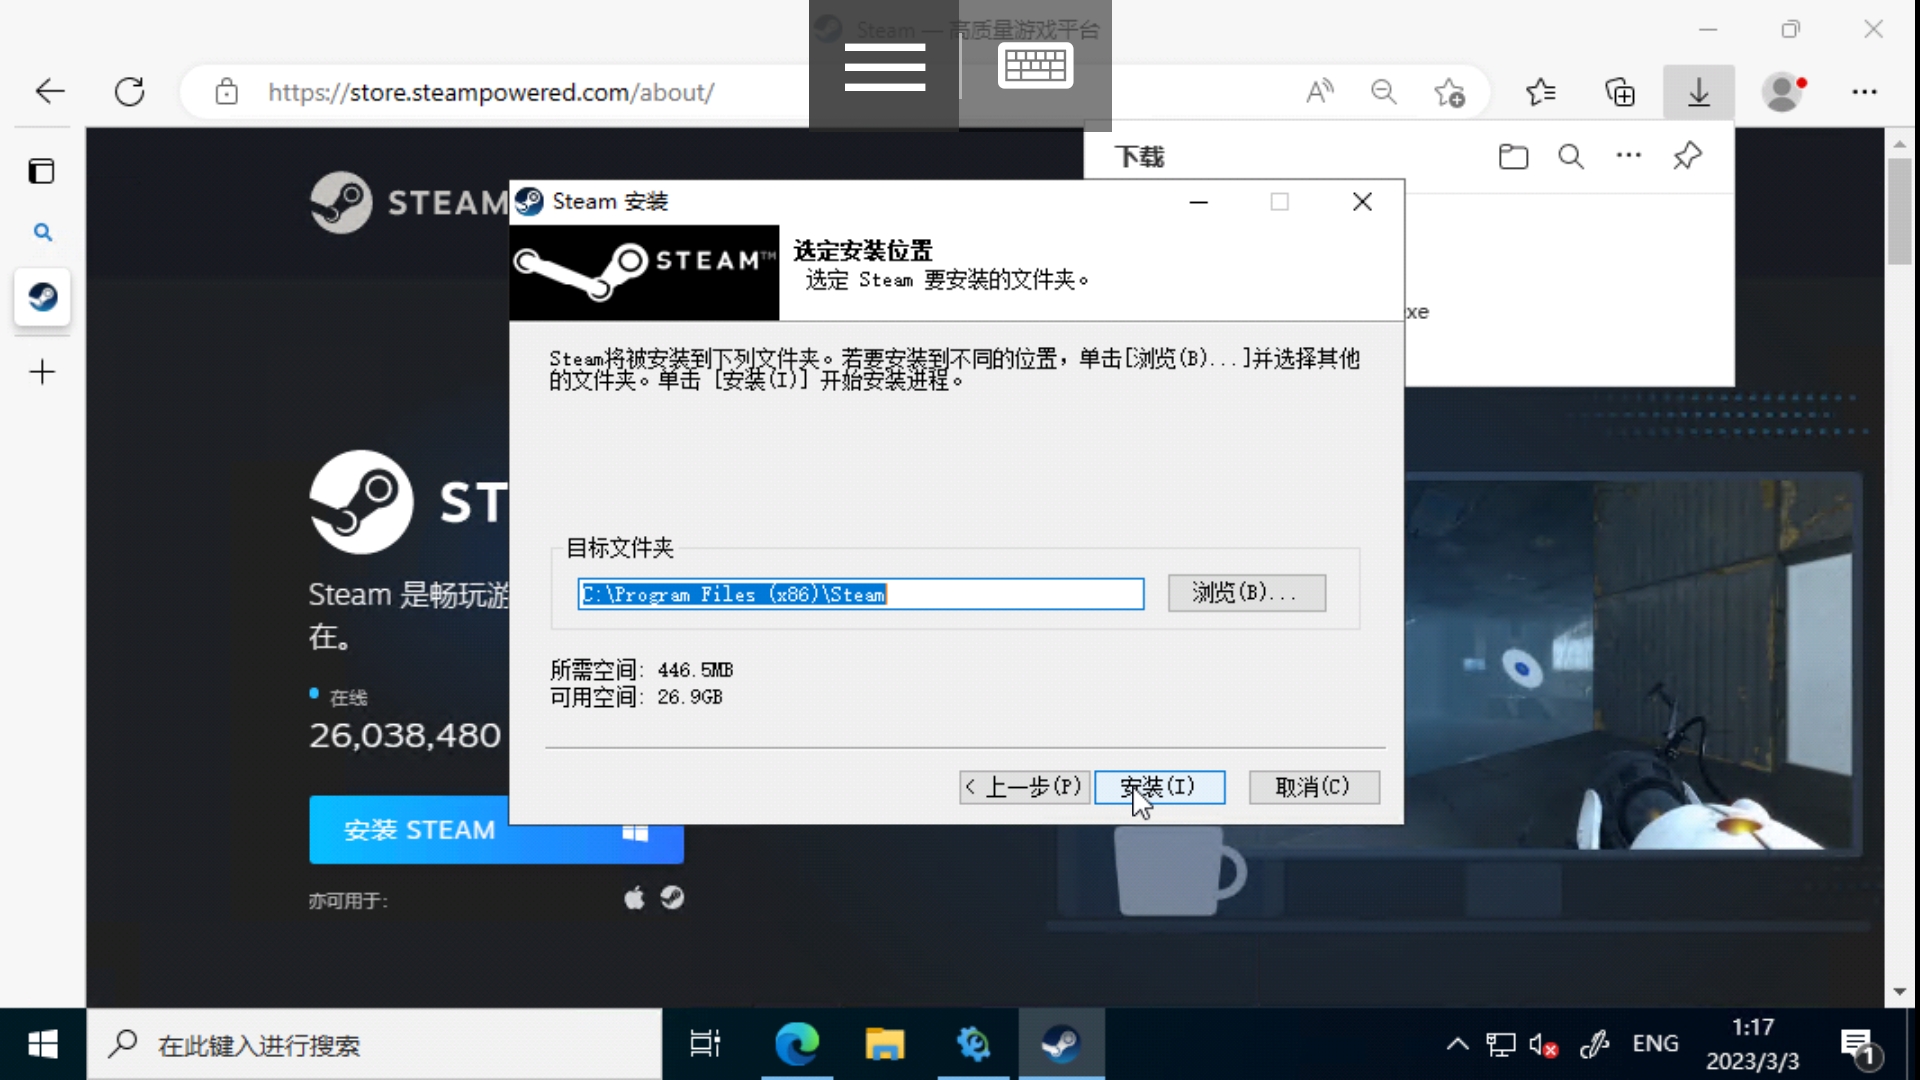 Steam — 高质量游戏平台
https://store.steampowered.com/about/
下载
STEAM
Steam 安装
STEAM™
选定安装位置
选定 Steam 要安装的文件夹。
xe
Steam将被安装到下列文件夹。若要安装到不同的位置，单击[浏览(B)...]并选择其他
的文件夹。单击 [安装(I)] 开始安装进程。
ST
目标文件夹
C:\Program Files (x86)\Steam
浏览(B)...
Steam 是畅玩游
在。
所需空间: 446.5MB
可用空间: 26.9GB
在线
26,038,480
< 上一步(P)
安装(I)
取消(C)
安装 STEAM
亦可用于:
在此键入进行搜索
ENG
1:17
2023/3/3
1